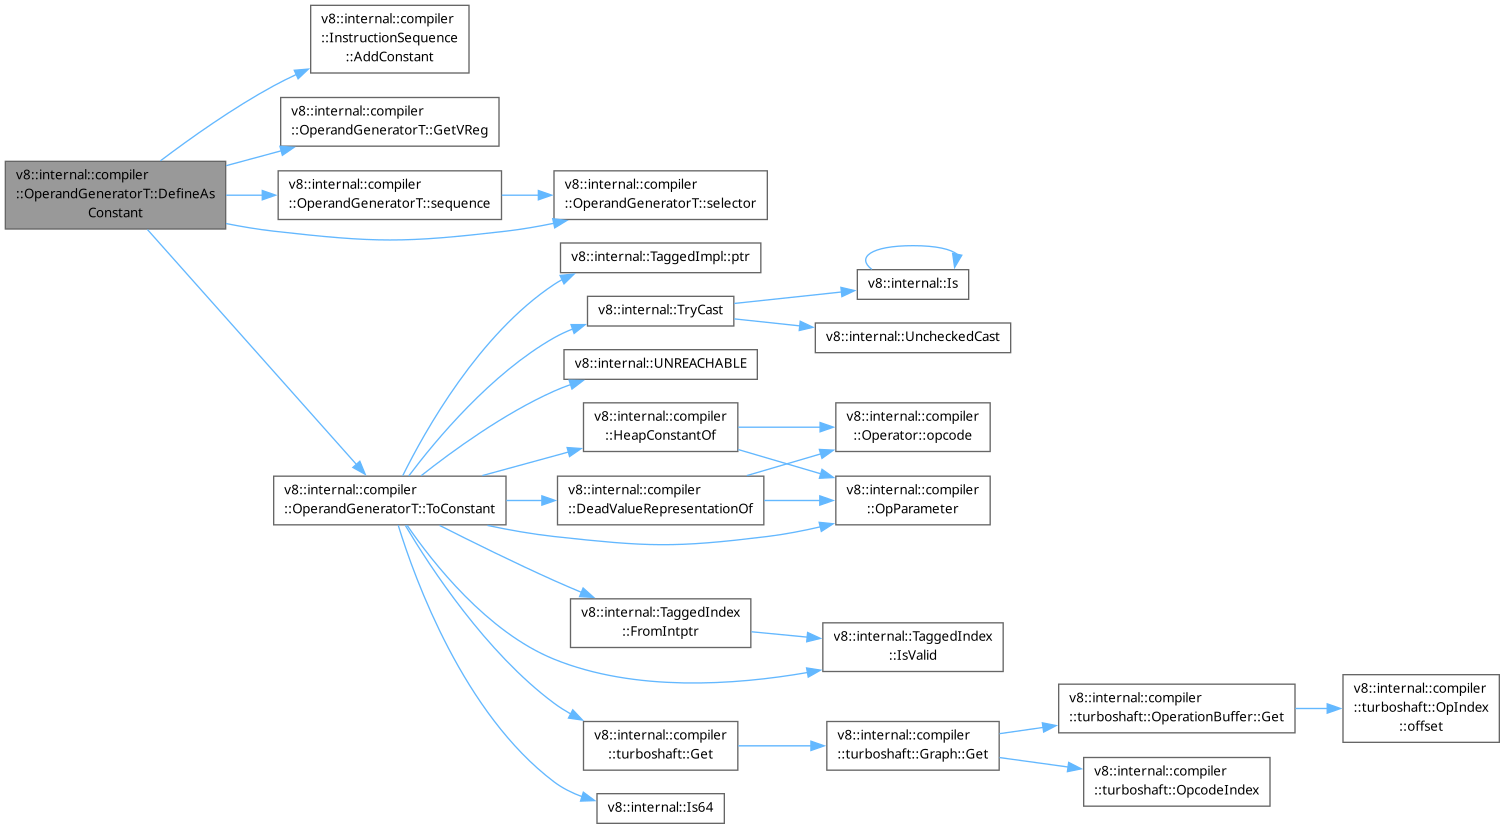 v8::internal::compiler
::InstructionSequence
::AddConstant
v8::internal::compiler
::OperandGeneratorT::GetVReg
v8::internal::compiler
::OperandGeneratorT::DefineAs
Constant
v8::internal::compiler
::OperandGeneratorT::sequence
v8::internal::compiler
::OperandGeneratorT::selector
v8::internal::TaggedImpl::ptr
v8::internal::Is
v8::internal::TryCast
v8::internal::UncheckedCast
v8::internal::UNREACHABLE
v8::internal::compiler
::HeapConstantOf
v8::internal::compiler
::Operator::opcode
v8::internal::compiler
::OperandGeneratorT::ToConstant
v8::internal::compiler
::DeadValueRepresentationOf
v8::internal::compiler
::OpParameter
v8::internal::TaggedIndex
::FromIntptr
v8::internal::TaggedIndex
::IsValid
v8::internal::compiler
::turboshaft::Get
v8::internal::compiler
::turboshaft::Graph::Get
v8::internal::compiler
::turboshaft::OperationBuffer::Get
v8::internal::compiler
::turboshaft::OpIndex
::offset
v8::internal::compiler
::turboshaft::OpcodeIndex
v8::internal::Is64